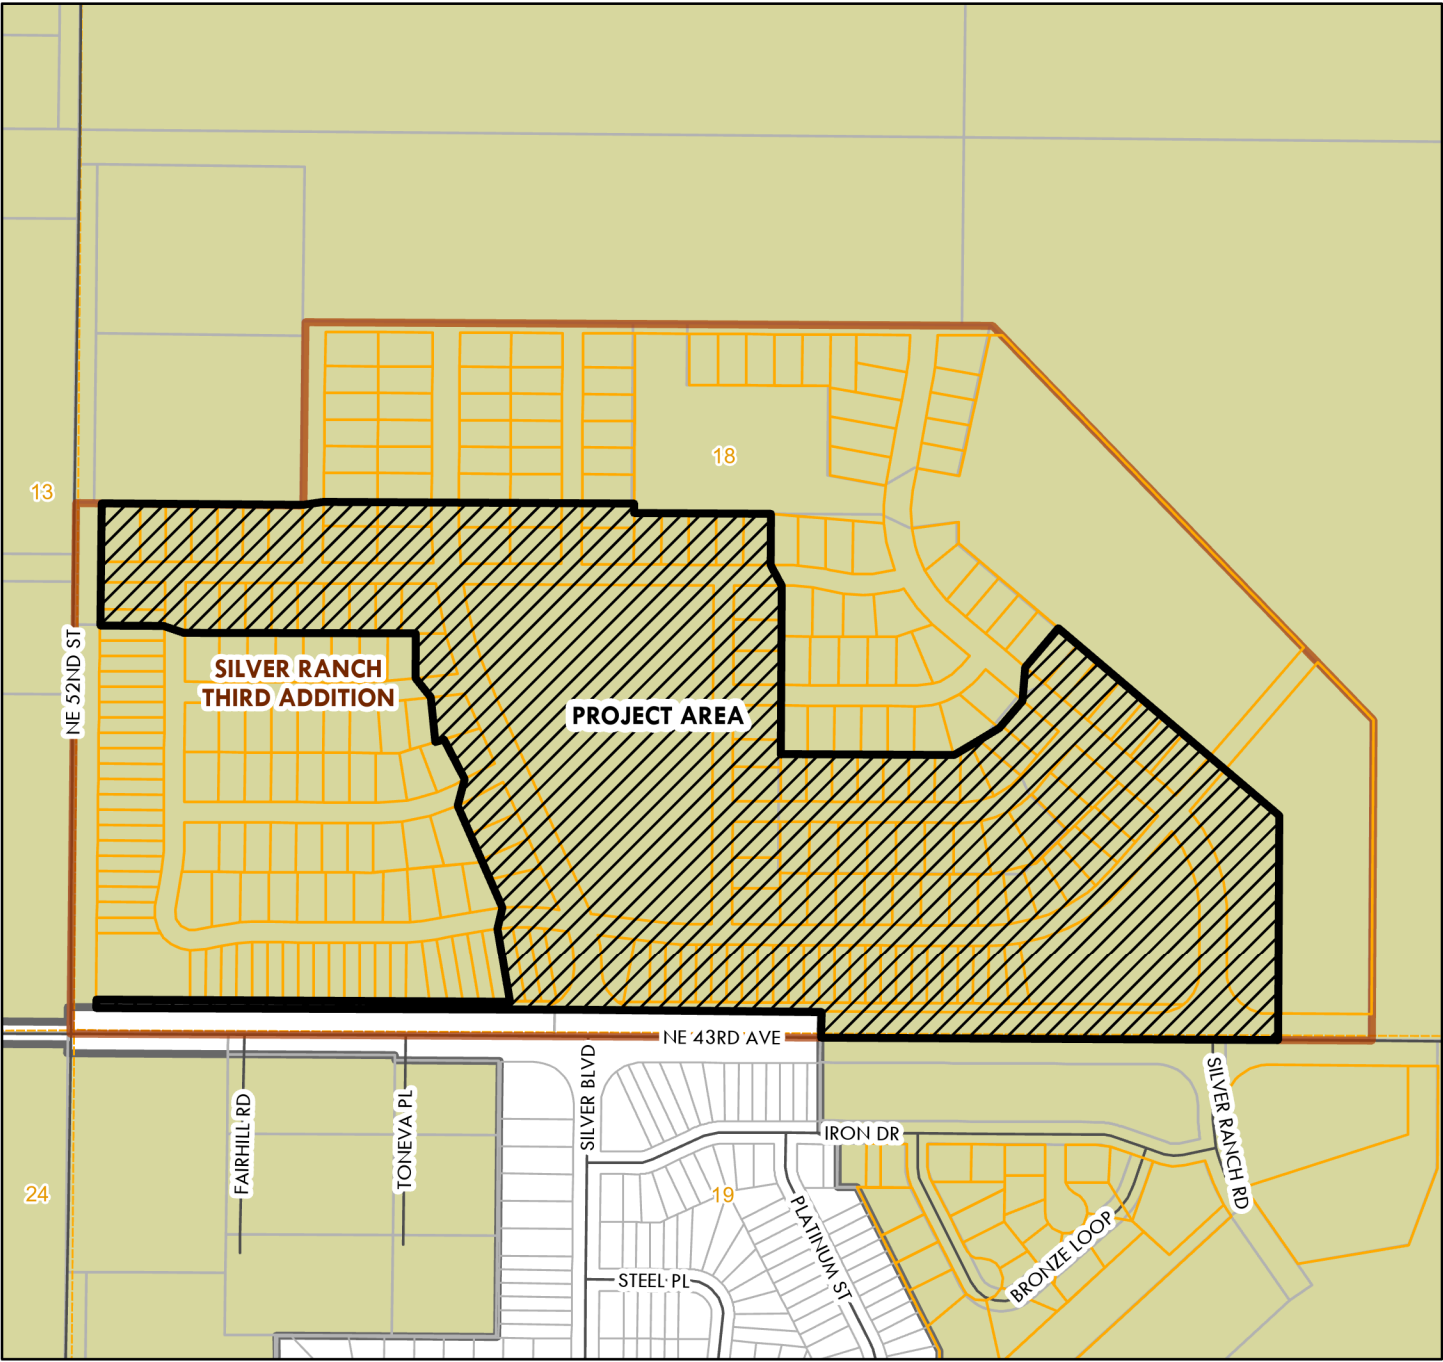 18
13
SILVER RANCH
THIRD ADDITION
NE 52ND ST
PROJECT AREA
NE 43RD AVE
SILVER BLVD
FAIRHILL RD
TONEVA PL
IRON DR
SILVER RANCH RD
24
19
PLATINUM ST
BRONZE LOOP
STEEL PL